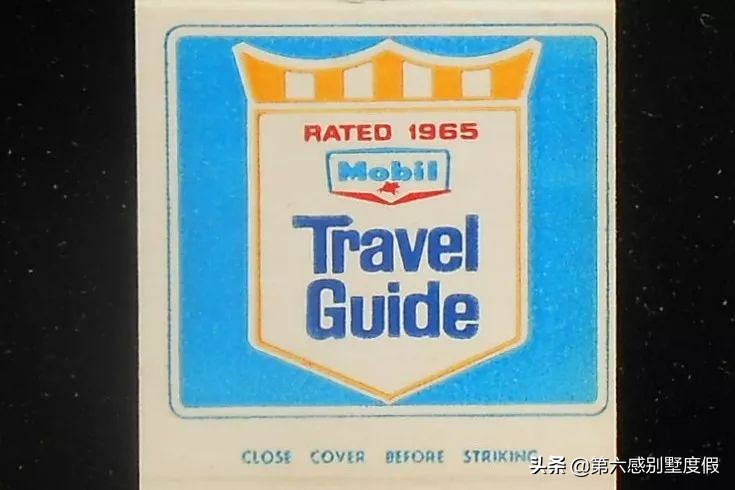 RATED 1965
Mobil
Travel
Guide
CLOSE COVER BEFORE STRIKING
头条 @第六感别墅度假